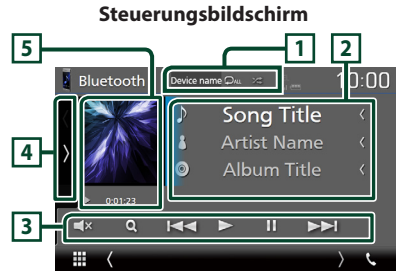 Steuerungsbildschirm
5
1
2
Bluetooth
Device name
ALL
10:00
Song Title
Artist Name
Album Title
4
0:01:23
3